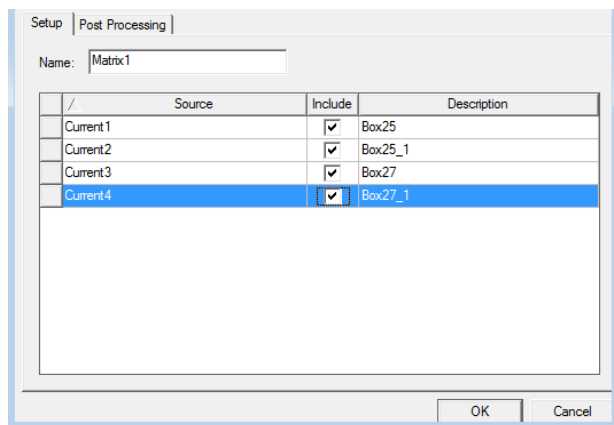 Setup Post Processing
Name: Matrix1
/ Source Include Description
Current1 Box25
Current2 Box25_1
Current3 Box27
Current4 Box27_1
OK Cancel